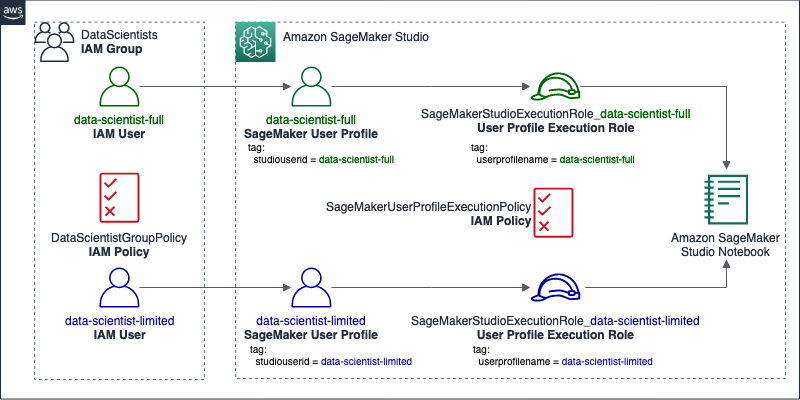 aws
DataScientists
IAM Group
Amazon SageMaker Studio
data-scientist-full
IAM User
data-scientist-full
SageMaker User Profile
tag:
studiouserid = data-scientist-full
SageMakerStudioExecutionRole_data-scientist-full
User Profile Execution Role
tag:
userprofilename = data-scientist-full
DataScientistGroupPolicy
IAM Policy
SageMakerUserProfileExecutionPolicy
IAM Policy
Amazon SageMaker
Studio Notebook
data-scientist-limited
IAM User
data-scientist-limited
SageMaker User Profile
tag:
studiouserid = data-scientist-limited
SageMakerStudioExecutionRole_data-scientist-limited
User Profile Execution Role
tag:
userprofilename = data-scientist-limited